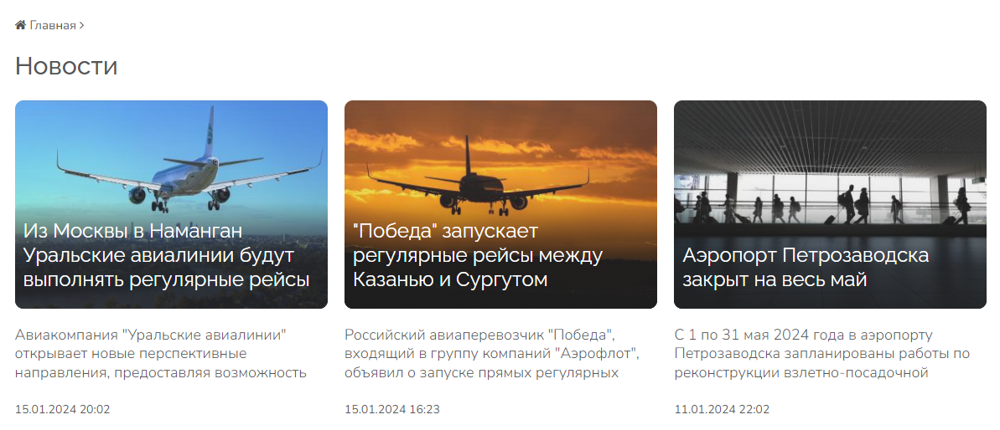 Главная
Новости
Из Москвы в Наманган
Уральские авиалинии будут
выполнять регулярные рейсы
Авиакомпания "Уральские авиалинии"
открывает новые перспективные
направления, предоставляя возможность
15.01.2024 20:02
"Победа" запускает
регулярные рейсы между
Казанью и Сургутом
Российский авиаперевозчик "Победа",
входящий в группу компаний "Аэрофлот",
объявил о запуске прямых регулярных
15.01.2024 16:23
Аэропорт Петрозаводска
закрыт на весь май
С 1 по 31 мая 2024 года в аэропорту
Петрозаводска запланированы работы по
реконструкции взлетно-посадочной
11.01.2024 22:02